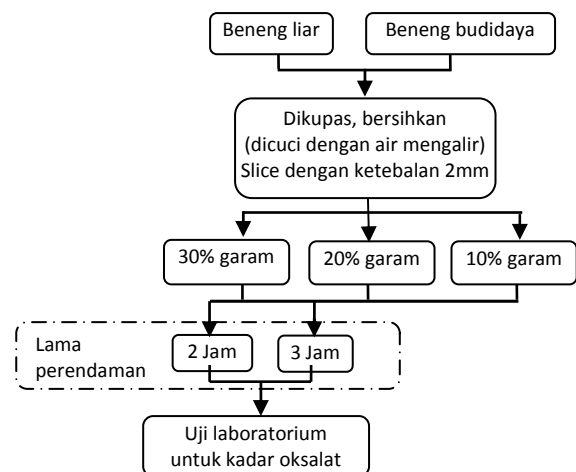 Beneng liar
Beneng budidaya
Dikupas, bersihkan
(dicuci dengan air mengalir)
Slice dengan ketebalan 2mm
30% garam
20% garam
10% garam
Lama
perendaman
2 Jam
3 Jam
Uji laboratorium
untuk kadar oksalat